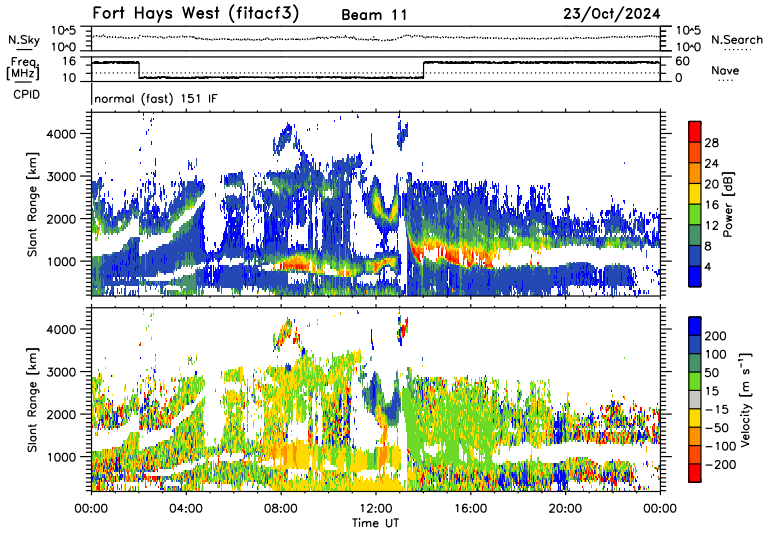 Fort Hays West (fitacf3) Beam 11 23/Oct/2024
N.Sky 10^5 10^0 10^5 10^0 N.Search
Freq. [MHz] 16 10 60 0 Nave
CPID normal (fast) 151 IF
Slant Range [km] 4000 3000 2000 1000
28 24 20 16 12 8 4 Power [dB]
Slant Range [km] 4000 3000 2000 1000
200 100 50 15 -15 -50 -100 -200 Velocity [m s⁻¹]
00:00 04:00 08:00 12:00 16:00 20:00 00:00
Time UT